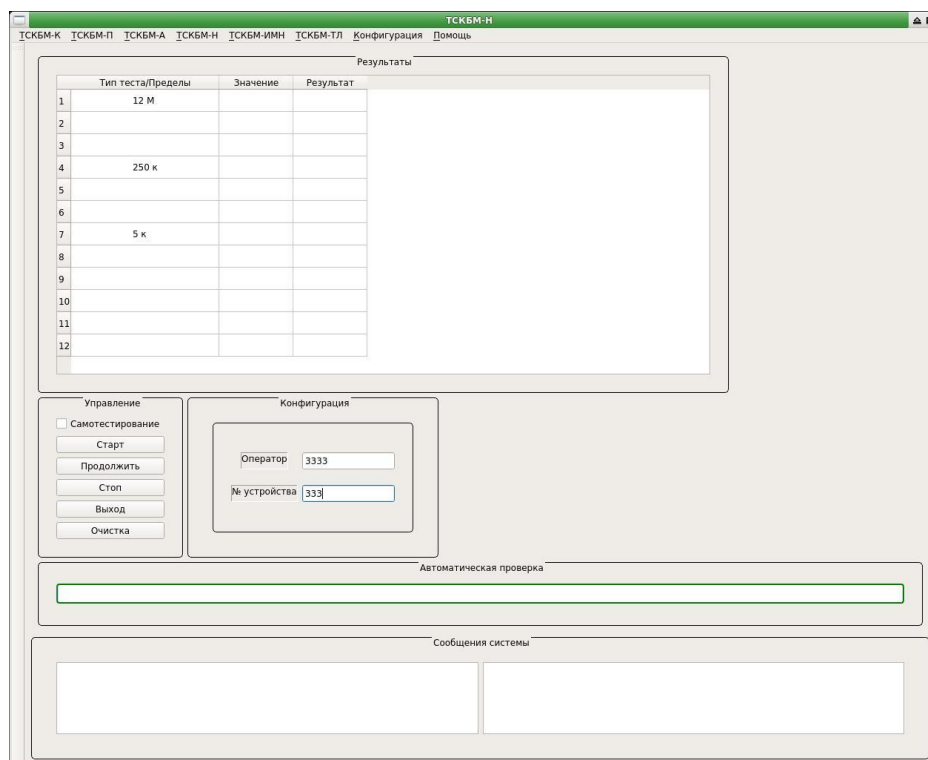 ТСКБМ-Н
ТСКБМ-К ТСКБМ-П ТСКБМ-А ТСКБМ-Н ТСКБМ-ИМН ТСКБМ-ТЛ Конфигурация Помощь
Результаты
Тип теста/Пределы Значение Результат
1 12 М
2
3
4 250 к
5
6
7 5 к
8
9
10
11
12
Управление
Самотестирование
Старт
Продолжить
Стоп
Выход
Очистка
Конфигурация
Оператор 3333
№ устройства 333
Автоматическая проверка
Сообщения системы